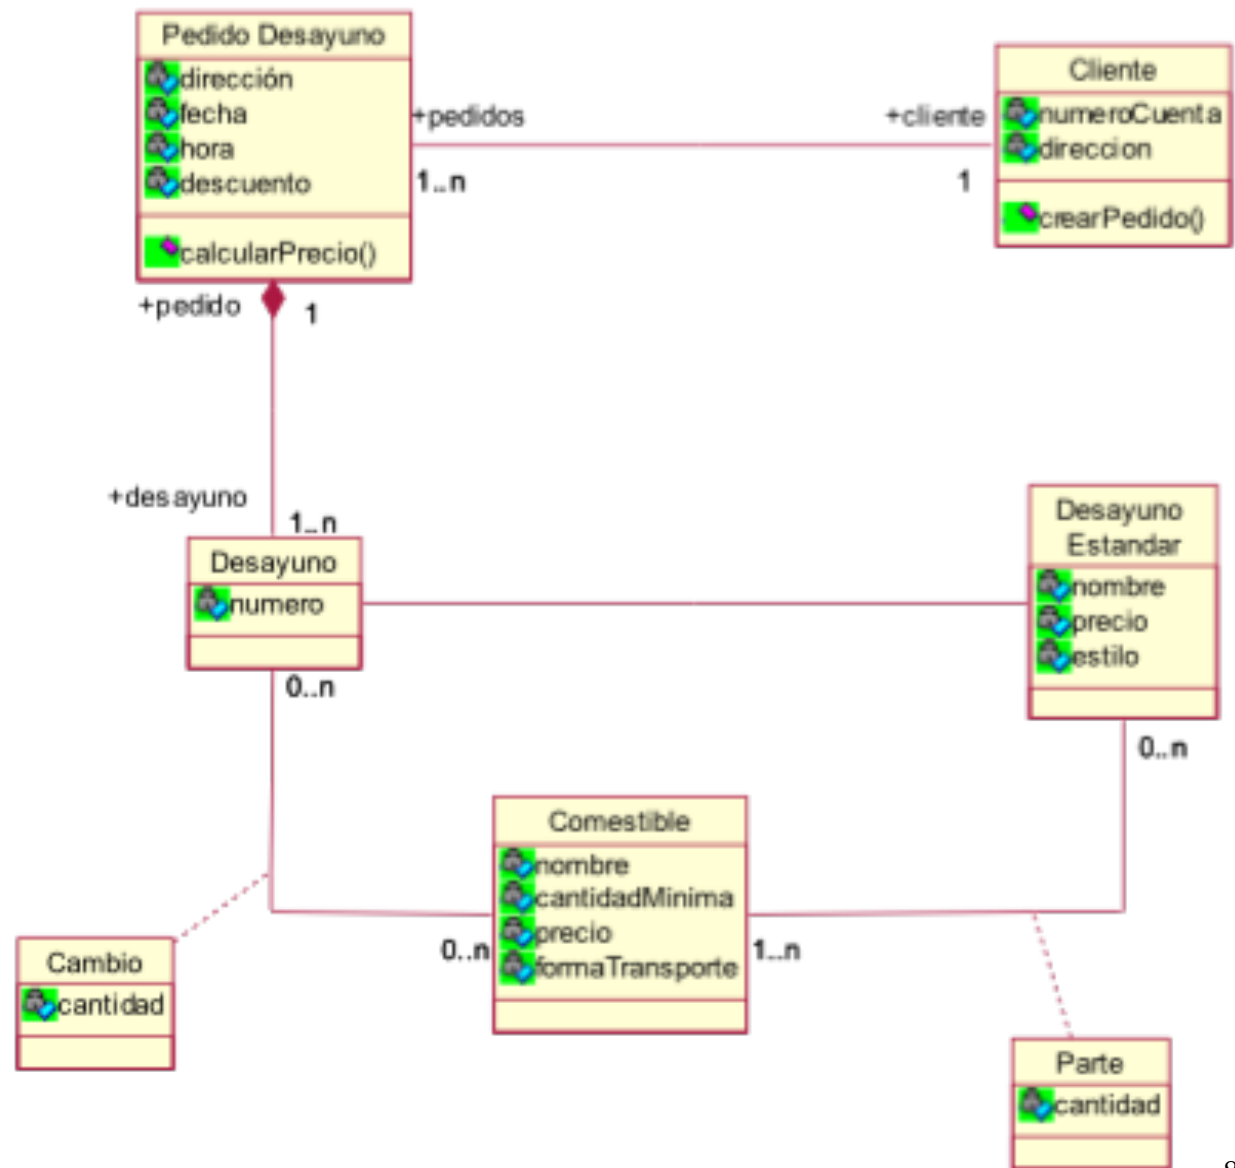 Pedido Desayuno
dirección
fecha
hora
descuento
calcularPrecio()
+pedidos
1..n
+cliente
1
Cliente
numeroCuenta
direccion
crearPedido()
+pedido
1
+desayuno
1..n
Desayuno
numero
0..n
Desayuno
Estandar
nombre
precio
estilo
0..n
Comestible
nombre
cantidadMinima
precio
formaTransporte
0..n
1..n
Cambio
cantidad
Parte
cantidad